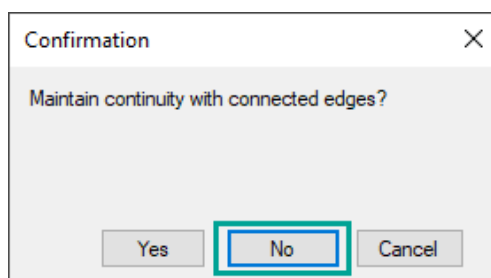 Confirmation
Maintain continuity with connected edges?
Yes No Cancel